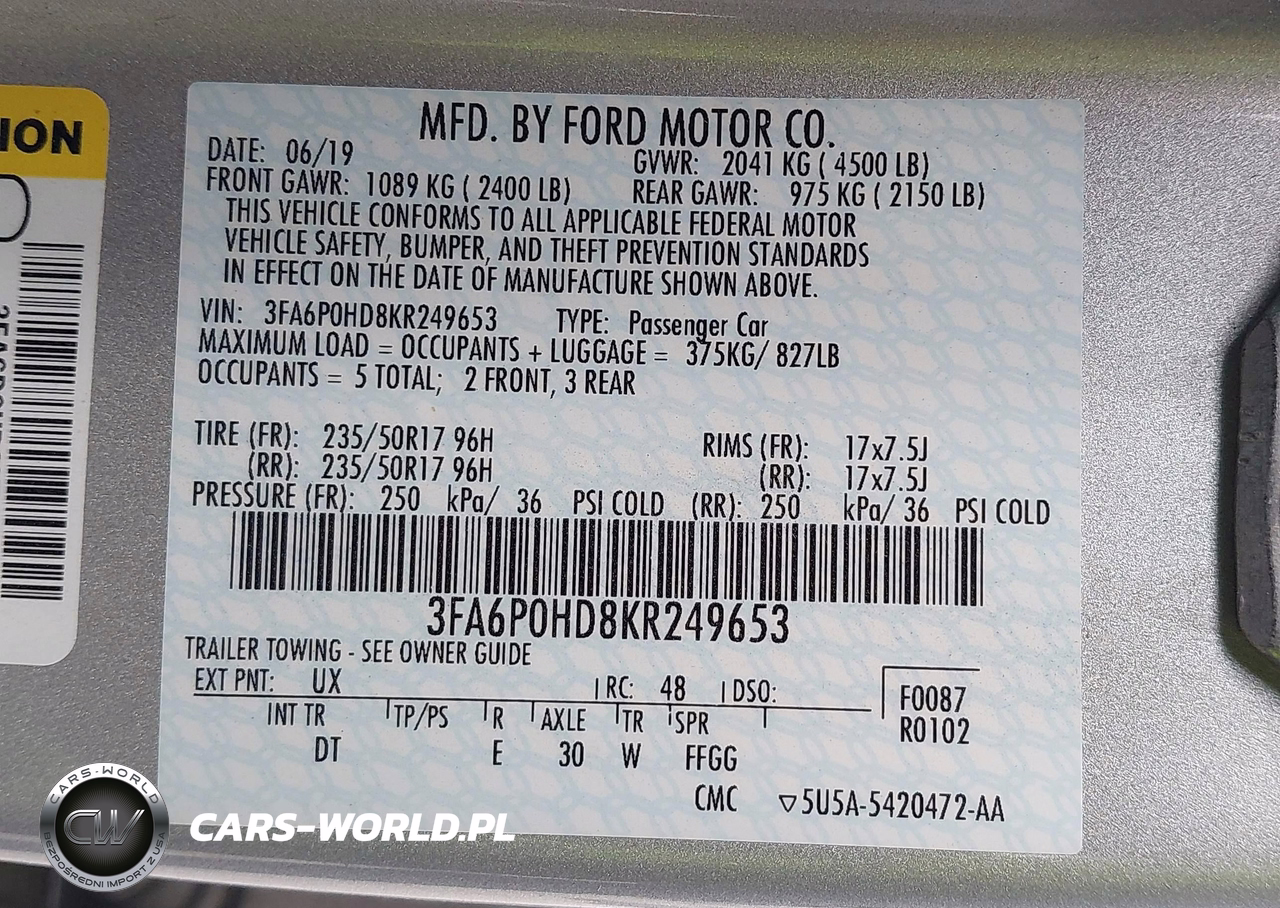 ION
MFD. BY FORD MOTOR CO.
DATE: 06/19 GVWR: 2041 KG ( 4500 LB)
FRONT GAWR: 1089 KG ( 2400 LB) REAR GAWR: 975 KG ( 2150 LB)
THIS VEHICLE CONFORMS TO ALL APPLICABLE FEDERAL MOTOR
VEHICLE SAFETY, BUMPER, AND THEFT PREVENTION STANDARDS
IN EFFECT ON THE DATE OF MANUFACTURE SHOWN ABOVE.
VIN: 3FA6P0HD8KR249653 TYPE: Passenger Car
MAXIMUM LOAD = OCCUPANTS + LUGGAGE = 375KG/ 827LB
OCCUPANTS = 5 TOTAL; 2 FRONT, 3 REAR
TIRE (FR): 235/50R17 96H RIMS (FR): 17x7.5J
(RR): 235/50R17 96H (RR): 17x7.5J
PRESSURE (FR): 250 kPa/ 36 PSI COLD (RR): 250 kPa/ 36 PSI COLD
3FA6P0HD8KR249653
TRAILER TOWING - SEE OWNER GUIDE
EXT PNT: UX RC: 48 DSO: F0087
INT TR TP/PS R AXLE TR SPR R0102
DT E 30 W FFGG
CMC ▽5U5A-5420472-AA
CARS-WORLD
CW
BEZPOŚREDNI IMPORT Z USA
CARS-WORLD.PL